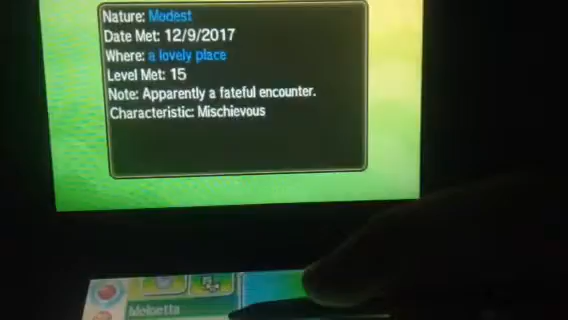 Nature: Modest
Date Met: 12/9/2017
Where: a lovely place
Level Met: 15
Note: Apparently a fateful encounter.
Characteristic: Mischievous
Meloetta